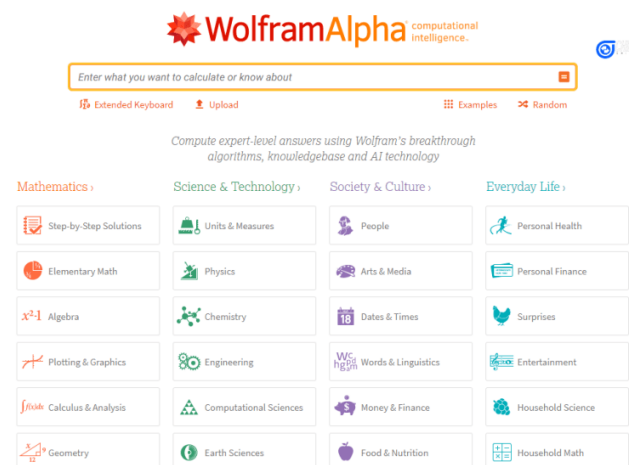 WolframAlpha computational intelligence.
Enter what you want to calculate or know about
Extended Keyboard Upload Examples Random
Compute expert-level answers using Wolfram's breakthrough
algorithms, knowledgebase and AI technology
Mathematics › Science & Technology › Society & Culture › Everyday Life ›
Step-by-Step Solutions Units & Measures People Personal Health
Elementary Math Physics Arts & Media Personal Finance
x²-1 Algebra Chemistry 18 Dates & Times Surprises
Plotting & Graphics Engineering Words & Linguistics Entertainment
∫f(x)dx Calculus & Analysis Computational Sciences $ Money & Finance Household Science
x 9 12 Geometry Earth Sciences Food & Nutrition Household Math